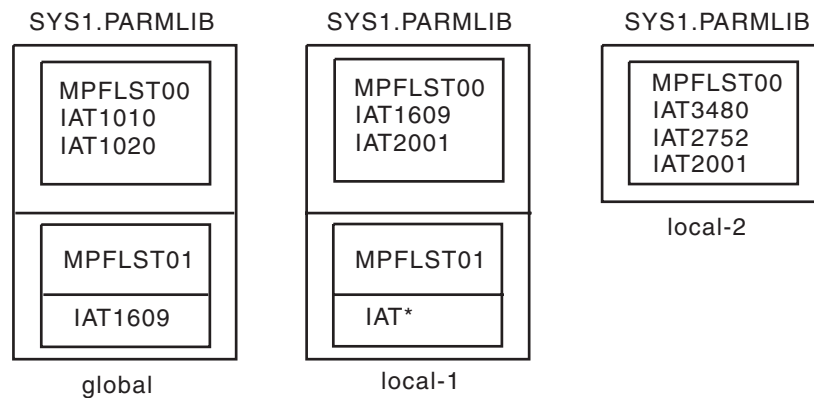 SYS1.PARMLIB
MPFLST00
IAT1010
IAT1020
MPFLST01
IAT1609
global
SYS1.PARMLIB
MPFLST00
IAT1609
IAT2001
MPFLST01
IAT*
local-1
SYS1.PARMLIB
MPFLST00
IAT3480
IAT2752
IAT2001
local-2